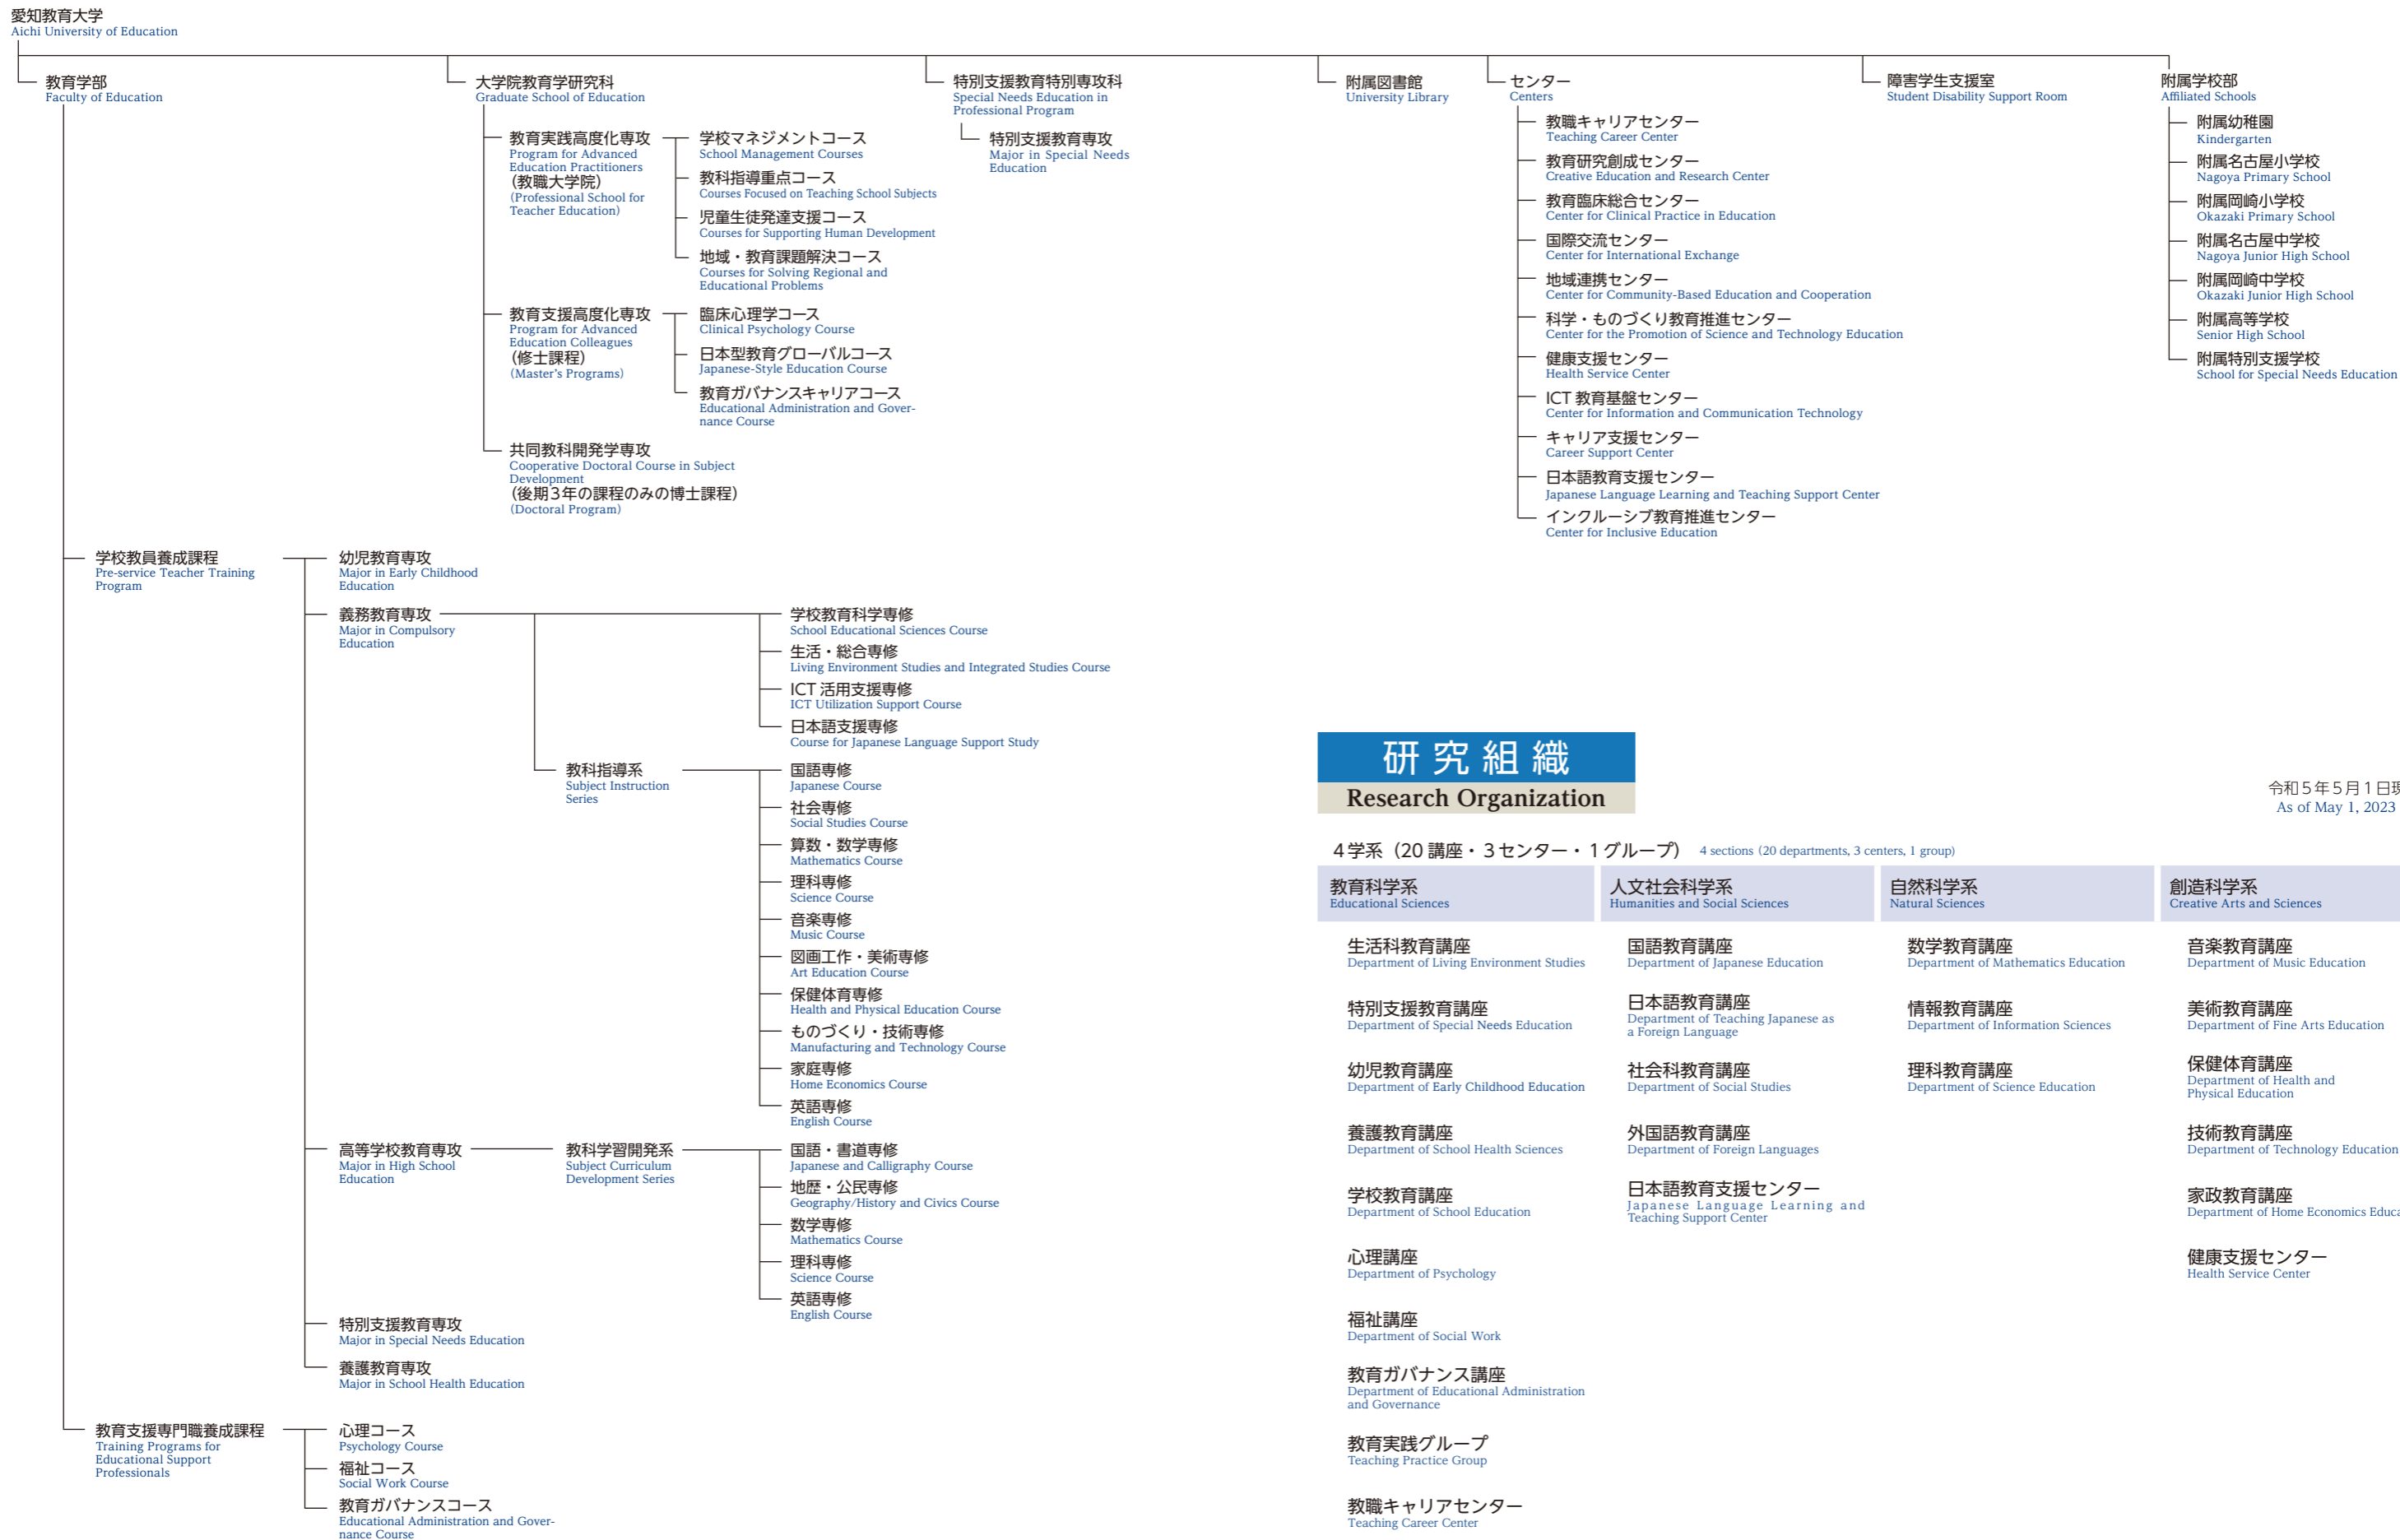 愛知教育大学
Aichi University of Education
教育学部
Faculty of Education
大学院教育学研究科
Graduate School of Education
教育実践高度化専攻
Program for Advanced
Education Practitioners
（教職大学院）
(Professional School for
Teacher Education)
学校マネジメントコース
School Management Courses
教科指導重点コース
Courses Focused on Teaching School Subjects
児童生徒発達支援コース
Courses for Supporting Human Development
地域・教育課題解決コース
Courses for Solving Regional and
Educational Problems
教育支援高度化専攻
Program for Advanced
Education Colleagues
（修士課程）
(Master's Programs)
臨床心理学コース
Clinical Psychology Course
日本型教育グローバルコース
Japanese-Style Education Course
教育ガバナンスキャリアコース
Educational Administration and Gover-
nance Course
共同教科開発学専攻
Cooperative Doctoral Course in Subject
Development
（後期３年の課程のみの博士課程）
(Doctoral Program)
特別支援教育特別専攻科
Special Needs Education in
Professional Program
特別支援教育専攻
Major in Special Needs
Education
附属図書館
University Library
センター
Centers
教職キャリアセンター
Teaching Career Center
教育研究創成センター
Creative Education and Research Center
教育臨床総合センター
Center for Clinical Practice in Education
国際交流センター
Center for International Exchange
地域連携センター
Center for Community-Based Education and Cooperation
科学・ものづくり教育推進センター
Center for the Promotion of Science and Technology Education
健康支援センター
Health Service Center
ICT 教育基盤センター
Center for Information and Communication Technology
キャリア支援センター
Career Support Center
日本語教育支援センター
Japanese Language Learning and Teaching Support Center
インクルーシブ教育推進センター
Center for Inclusive Education
障害学生支援室
Student Disability Support Room
附属学校部
Affiliated Schools
附属幼稚園
Kindergarten
附属名古屋小学校
Nagoya Primary School
附属岡崎小学校
Okazaki Primary School
附属名古屋中学校
Nagoya Junior High School
附属岡崎中学校
Okazaki Junior High School
附属高等学校
Senior High School
附属特別支援学校
School for Special Needs Education
学校教員養成課程
Pre-service Teacher Training
Program
幼児教育専攻
Major in Early Childhood
Education
義務教育専攻
Major in Compulsory
Education
学校教育科学専修
School Educational Sciences Course
生活・総合専修
Living Environment Studies and Integrated Studies Course
ICT 活用支援専修
ICT Utilization Support Course
日本語支援専修
Course for Japanese Language Support Study
教科指導系
Subject Instruction
Series
国語専修
Japanese Course
社会専修
Social Studies Course
算数・数学専修
Mathematics Course
理科専修
Science Course
音楽専修
Music Course
図画工作・美術専修
Art Education Course
保健体育専修
Health and Physical Education Course
ものづくり・技術専修
Manufacturing and Technology Course
家庭専修
Home Economics Course
英語専修
English Course
高等学校教育専攻
Major in High School
Education
教科学習開発系
Subject Curriculum
Development Series
国語・書道専修
Japanese and Calligraphy Course
地歴・公民専修
Geography/History and Civics Course
数学専修
Mathematics Course
理科専修
Science Course
英語専修
English Course
特別支援教育専攻
Major in Special Needs Education
養護教育専攻
Major in School Health Education
教育支援専門職養成課程
Training Programs for
Educational Support
Professionals
心理コース
Psychology Course
福祉コース
Social Work Course
教育ガバナンスコース
Educational Administration and Gover-
nance Course
研究組織
Research Organization
令和５年５月１日現
As of May 1, 2023
４学系（20 講座・３センター・１グループ） 4 sections (20 departments, 3 centers, 1 group)
教育科学系
Educational Sciences
生活科教育講座
Department of Living Environment Studies
特別支援教育講座
Department of Special Needs Education
幼児教育講座
Department of Early Childhood Education
養護教育講座
Department of School Health Sciences
学校教育講座
Department of School Education
心理講座
Department of Psychology
福祉講座
Department of Social Work
教育ガバナンス講座
Department of Educational Administration
and Governance
教育実践グループ
Teaching Practice Group
教職キャリアセンター
Teaching Career Center
人文社会科学系
Humanities and Social Sciences
国語教育講座
Department of Japanese Education
日本語教育講座
Department of Teaching Japanese as
a Foreign Language
社会科教育講座
Department of Social Studies
外国語教育講座
Department of Foreign Languages
日本語教育支援センター
Japanese Language Learning and
Teaching Support Center
自然科学系
Natural Sciences
数学教育講座
Department of Mathematics Education
情報教育講座
Department of Information Sciences
理科教育講座
Department of Science Education
創造科学系
Creative Arts and Sciences
音楽教育講座
Department of Music Education
美術教育講座
Department of Fine Arts Education
保健体育講座
Department of Health and
Physical Education
技術教育講座
Department of Technology Education
家政教育講座
Department of Home Economics Educa
健康支援センター
Health Service Center